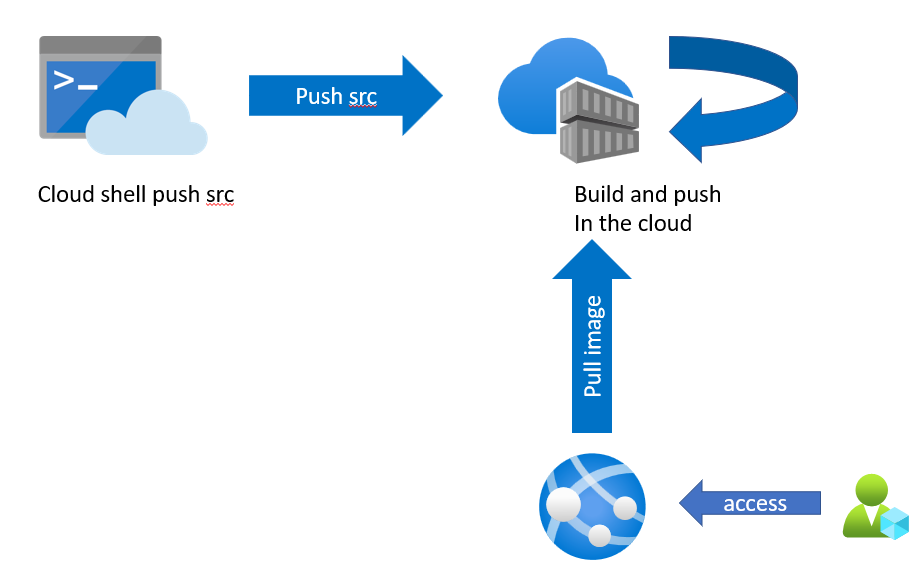 >_
Push src
Cloud shell push src
Build and push
In the cloud
Pull image
access